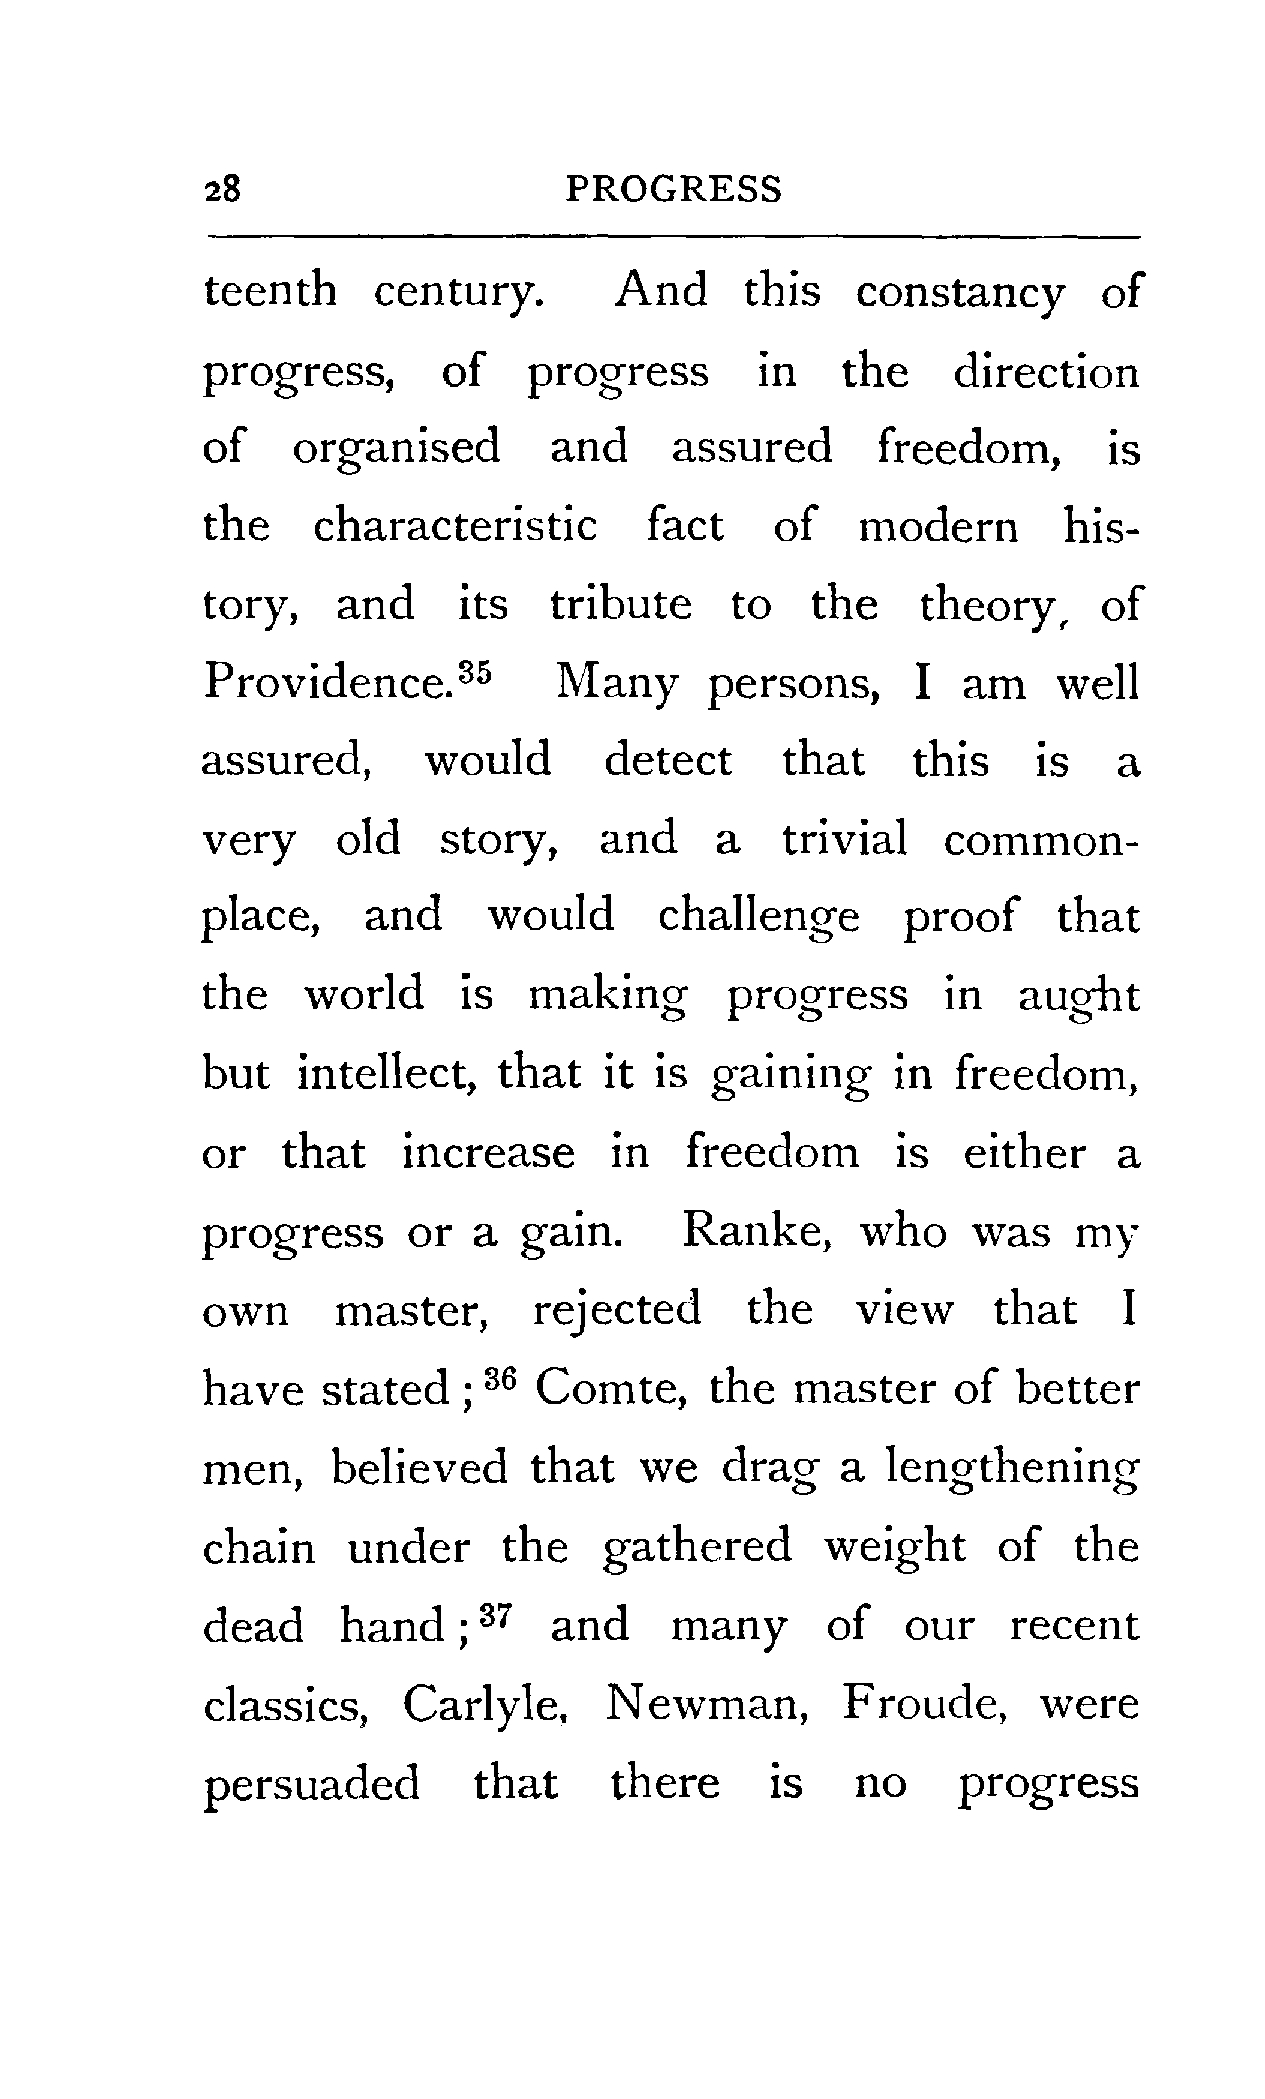 28 PROGRESS
teenth century. And this constancy of
progress, of progress in the direction
of organised and assured freedom, is
the characteristic fact of modern his-
tory, and its tribute to the theory, of
Providence.³⁵ Many persons, I am well
assured, would detect that this is a
very old story, and a trivial common-
place, and would challenge proof that
the world is making progress in aught
but intellect, that it is gaining in freedom,
or that increase in freedom is either a
progress or a gain. Ranke, who was my
own master, rejected the view that I
have stated ; ³⁶ Comte, the master of better
men, believed that we drag a lengthening
chain under the gathered weight of the
dead hand ; ³⁷ and many of our recent
classics, Carlyle, Newman, Froude, were
persuaded that there is no progress